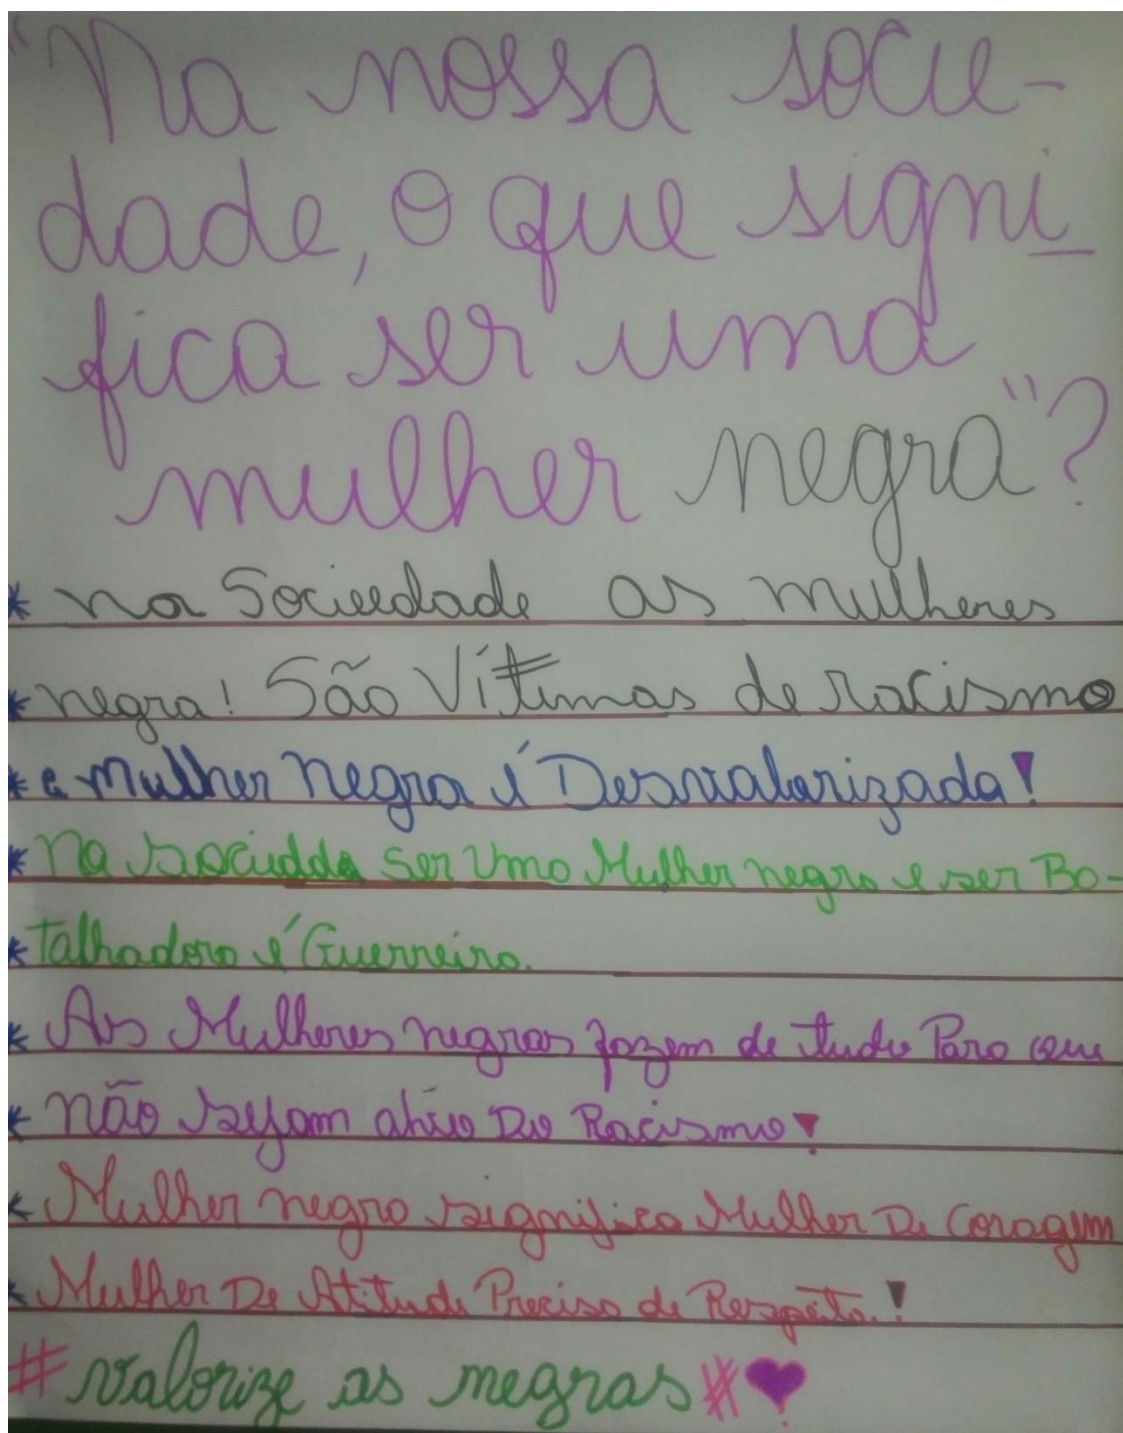 "Na nossa socie-
dade, o que signi
fica ser uma
mulher negra"?
* na Sociedade as mulheres
* negra! São Vítimas de racismo
* a mulher negra é Desvalorizada!
* Na sociedda ser uma Mulher negra e ser Ba-
* Talhadora é Guerreira.
* As Mulheres negras fazem de tudo Para que
* não sejam alvo Do Racismo!
* Mulher negra significa Mulher De Coragem
* Mulher De Atitude Precisa de Respeito.!
# valorize as negras #